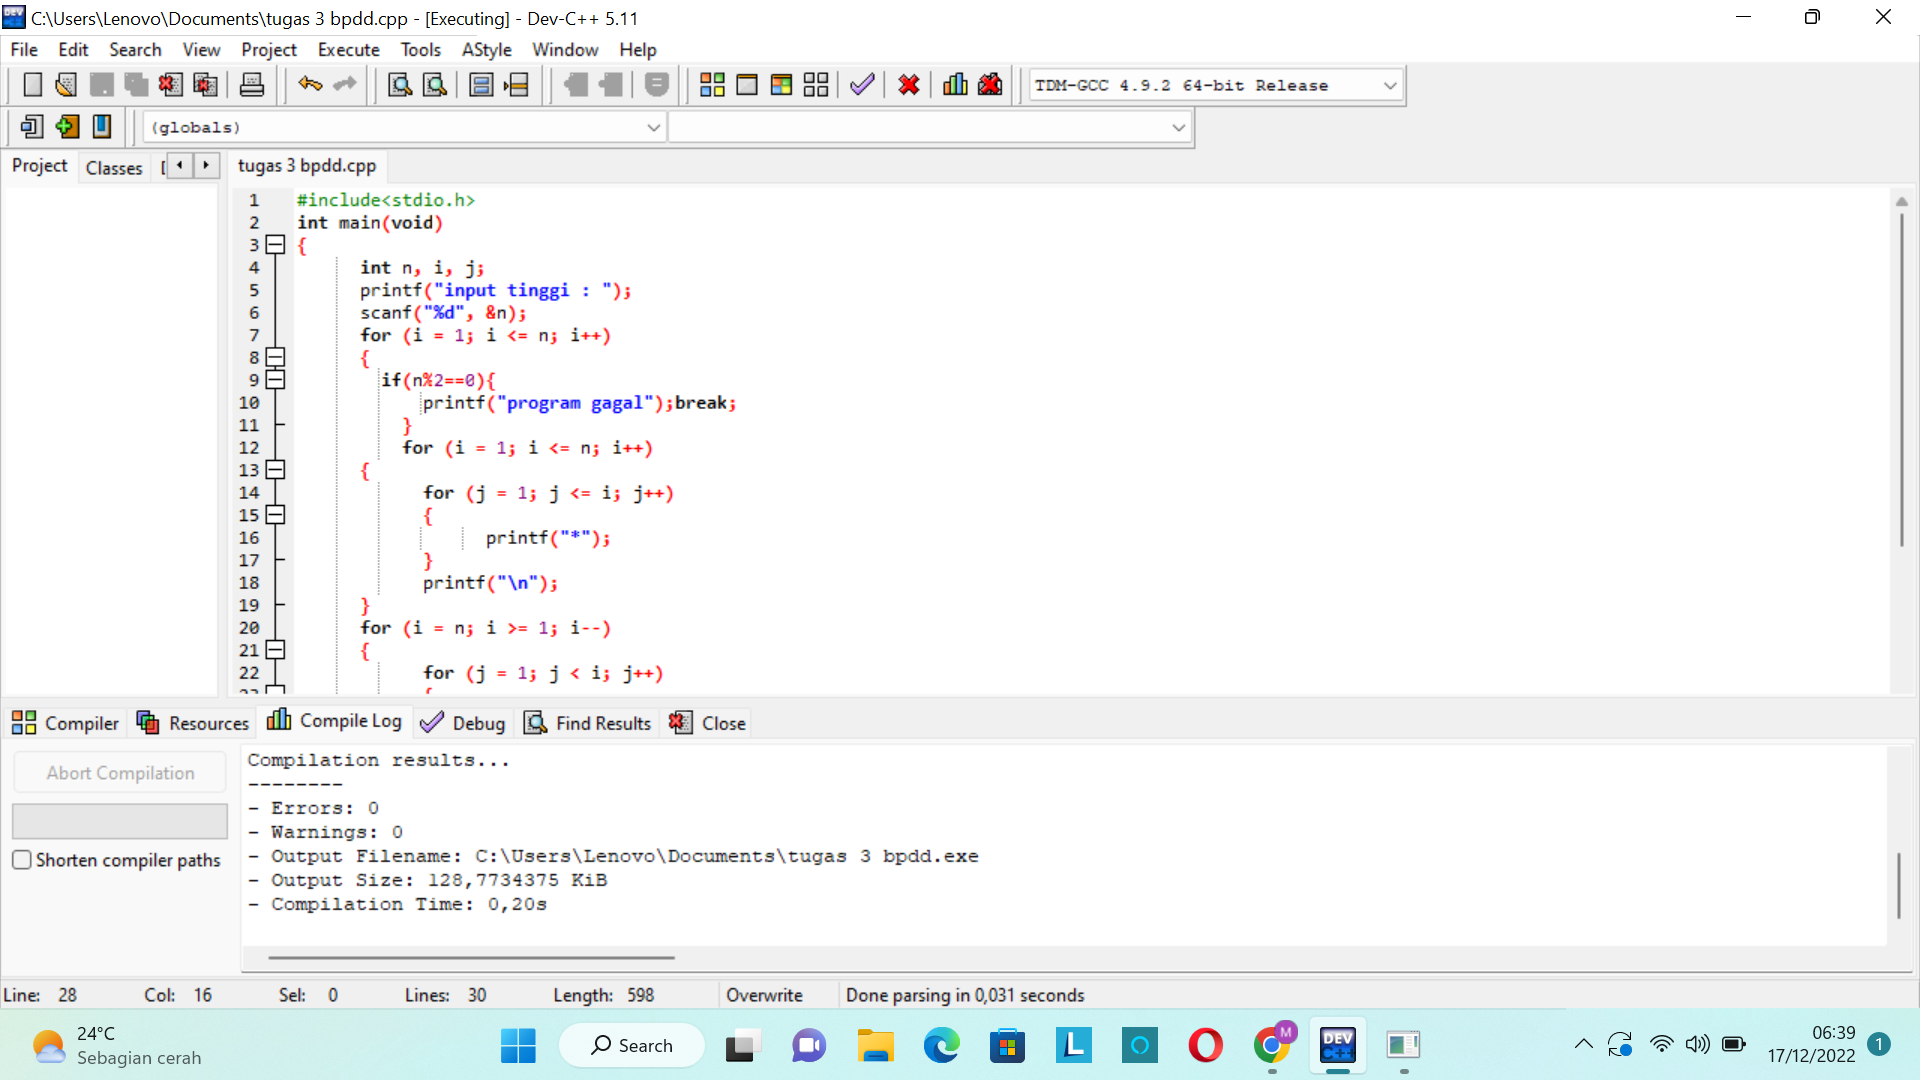 C:\Users\Lenovo\Documents\tugas 3 bpdd.cpp - [Executing] - Dev-C++ 5.11
File Edit Search View Project Execute Tools AStyle Window Help
TDM-GCC 4.9.2 64-bit Release
(globals)
Project Classes tugas 3 bpdd.cpp
1 #include<stdio.h>
2 int main(void)
3 {
4 int n, i, j;
5 printf("input tinggi : ");
6 scanf("%d", &n);
7 for (i = 1; i <= n; i++)
8 {
9 if(n%2==0){
10 printf("program gagal");break;
11 }
12 for (i = 1; i <= n; i++)
13 {
14 for (j = 1; j <= i; j++)
15 {
16 printf("*");
17 }
18 printf("\n");
19 }
20 for (i = n; i >= 1; i--)
21 {
22 for (j = 1; j < i; j++)
Compiler Resources Compile Log Debug Find Results Close
Abort Compilation
Shorten compiler paths
Compilation results...
--------
- Errors: 0
- Warnings: 0
- Output Filename: C:\Users\Lenovo\Documents\tugas 3 bpdd.exe
- Output Size: 128,7734375 KiB
- Compilation Time: 0,20s
Line: 28 Col: 16 Sel: 0 Lines: 30 Length: 598 Overwrite Done parsing in 0,031 seconds
24°C
Sebagian cerah
Search
L
M
DEV
C++
06:39
17/12/2022
1